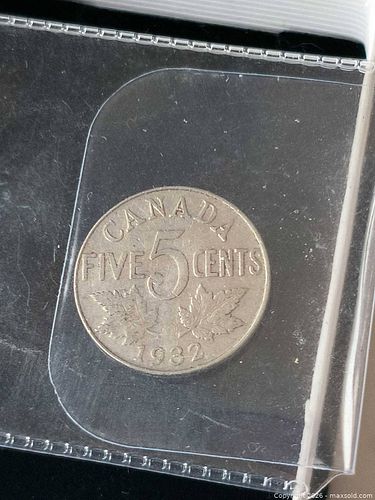 CANADA
FIVE 5 CENTS
1932
Copyright 2026 - maxsold.com